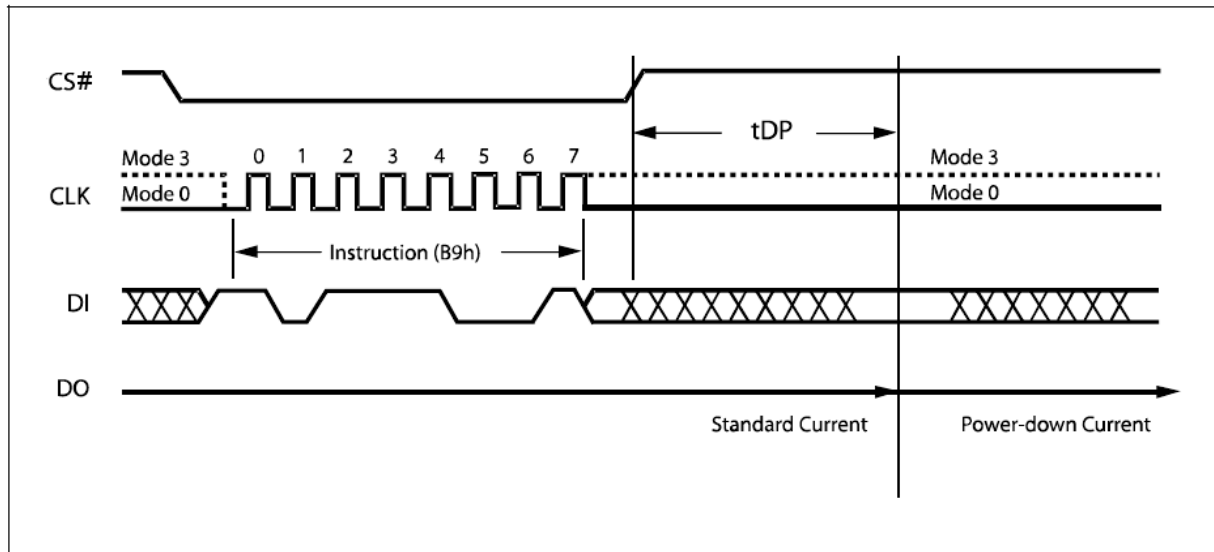 CS#
tDP
Mode 3 0 1 2 3 4 5 6 7 Mode 3
CLK Mode 0 Mode 0
Instruction (B9h)
DI
DO
Standard Current Power-down Current